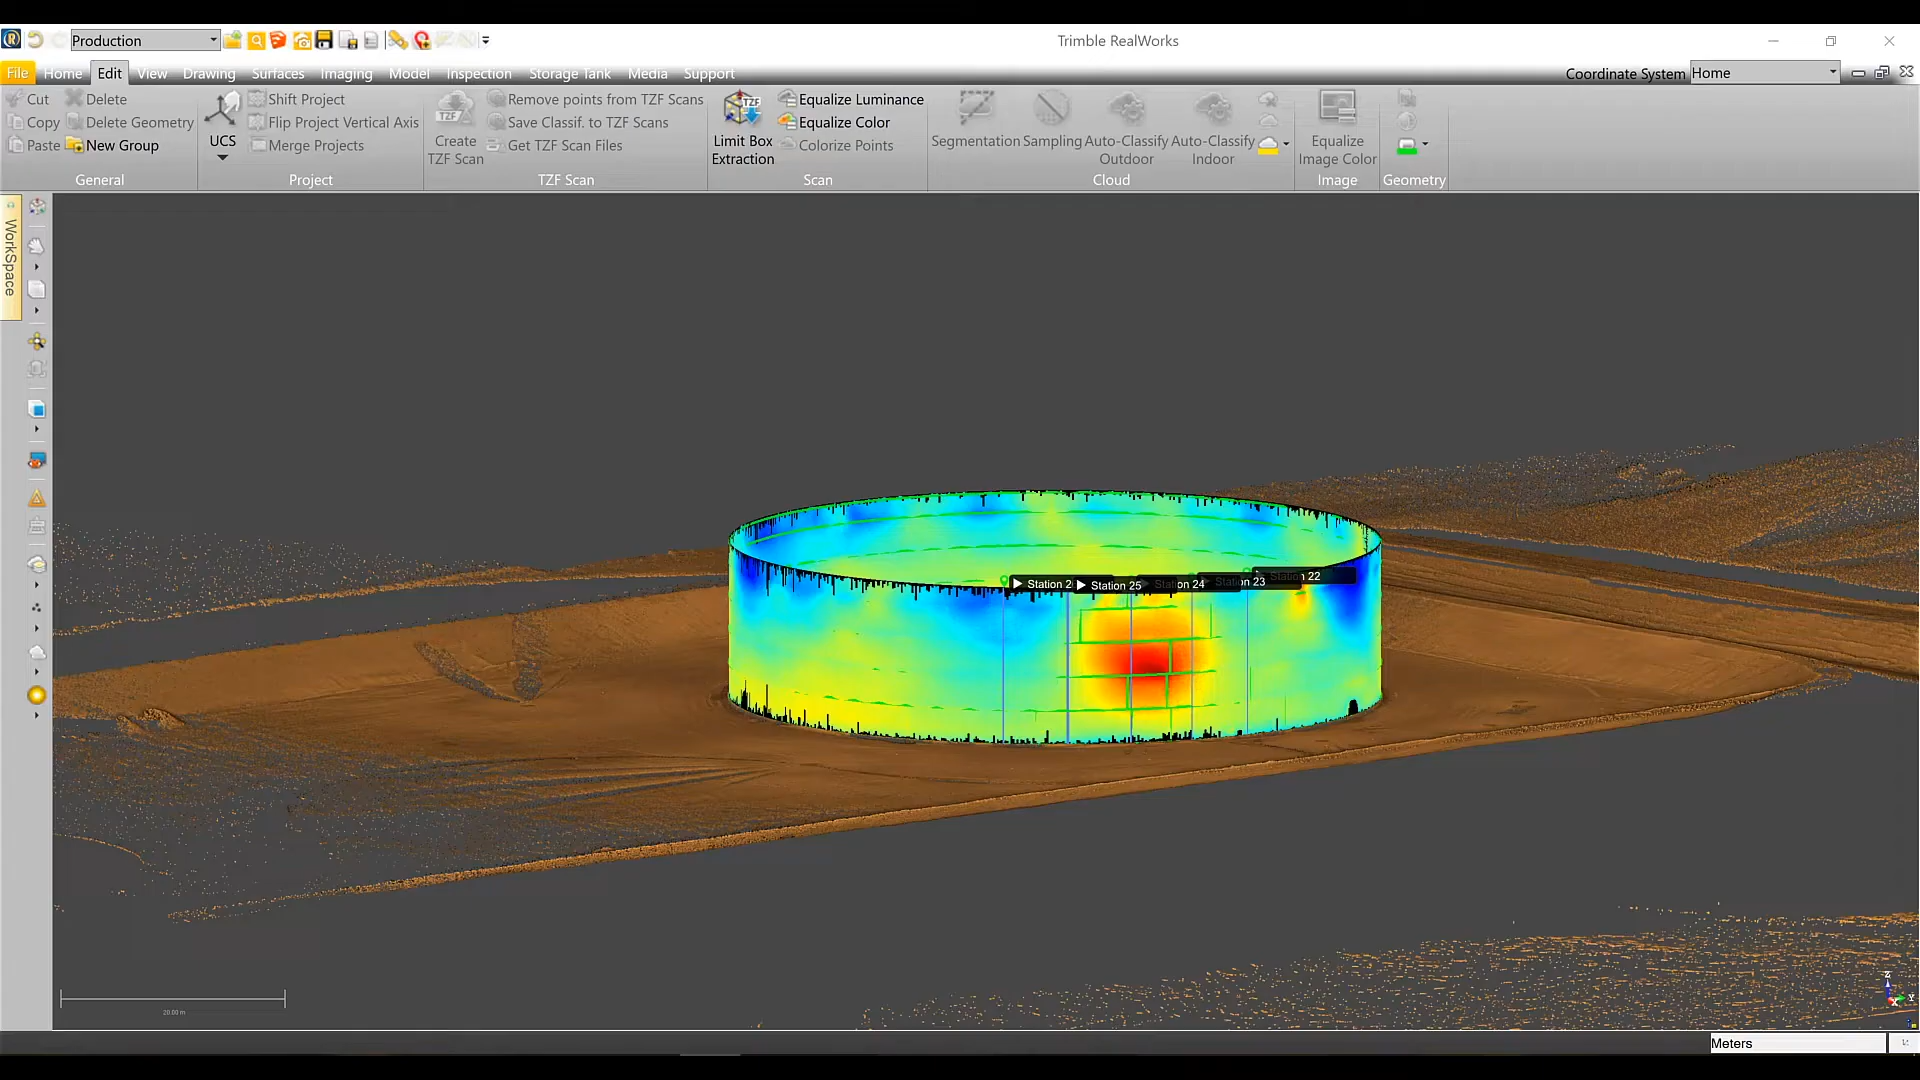 Production
Trimble RealWorks
File Home Edit View Drawing Surfaces Imaging Model Inspection Storage Tank Media Support
Coordinate System Home
Cut Delete
Copy Delete Geometry
Paste New Group
General
UCS
Shift Project
Flip Project Vertical Axis
Merge Projects
Project
TZF
Create
TZF Scan
Remove points from TZF Scans
Save Classif. to TZF Scans
Get TZF Scan Files
TZF Scan
TZF
Limit Box
Extraction
Equalize Luminance
Equalize Color
Colorize Points
Scan
Segmentation Sampling Auto-Classify Auto-Classify
Outdoor Indoor
Cloud
Equalize
Image Color
Image
Geometry
WorkSpace
Station 2
Station 25
Station 24
Station 23
Station 22
20.00 m
Z
X
Y
Meters